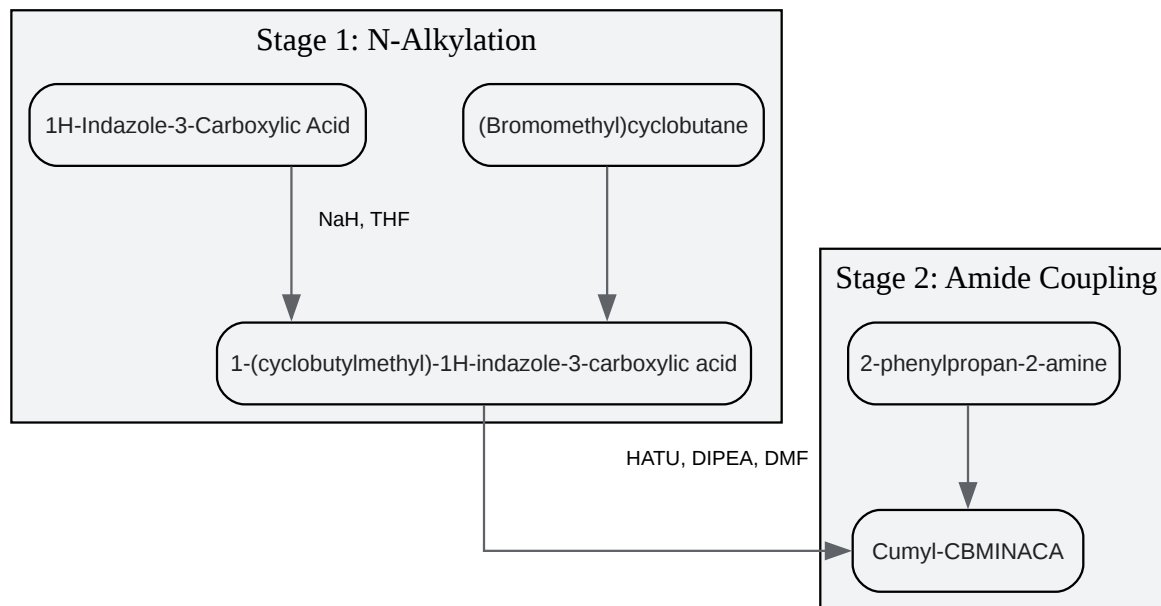 Stage 1: N-Alkylation
1H-Indazole-3-Carboxylic Acid
(Bromomethyl)cyclobutane
NaH, THF
1-(cyclobutylmethyl)-1H-indazole-3-carboxylic acid
Stage 2: Amide Coupling
2-phenylpropan-2-amine
HATU, DIPEA, DMF
Cumyl-CBMINACA